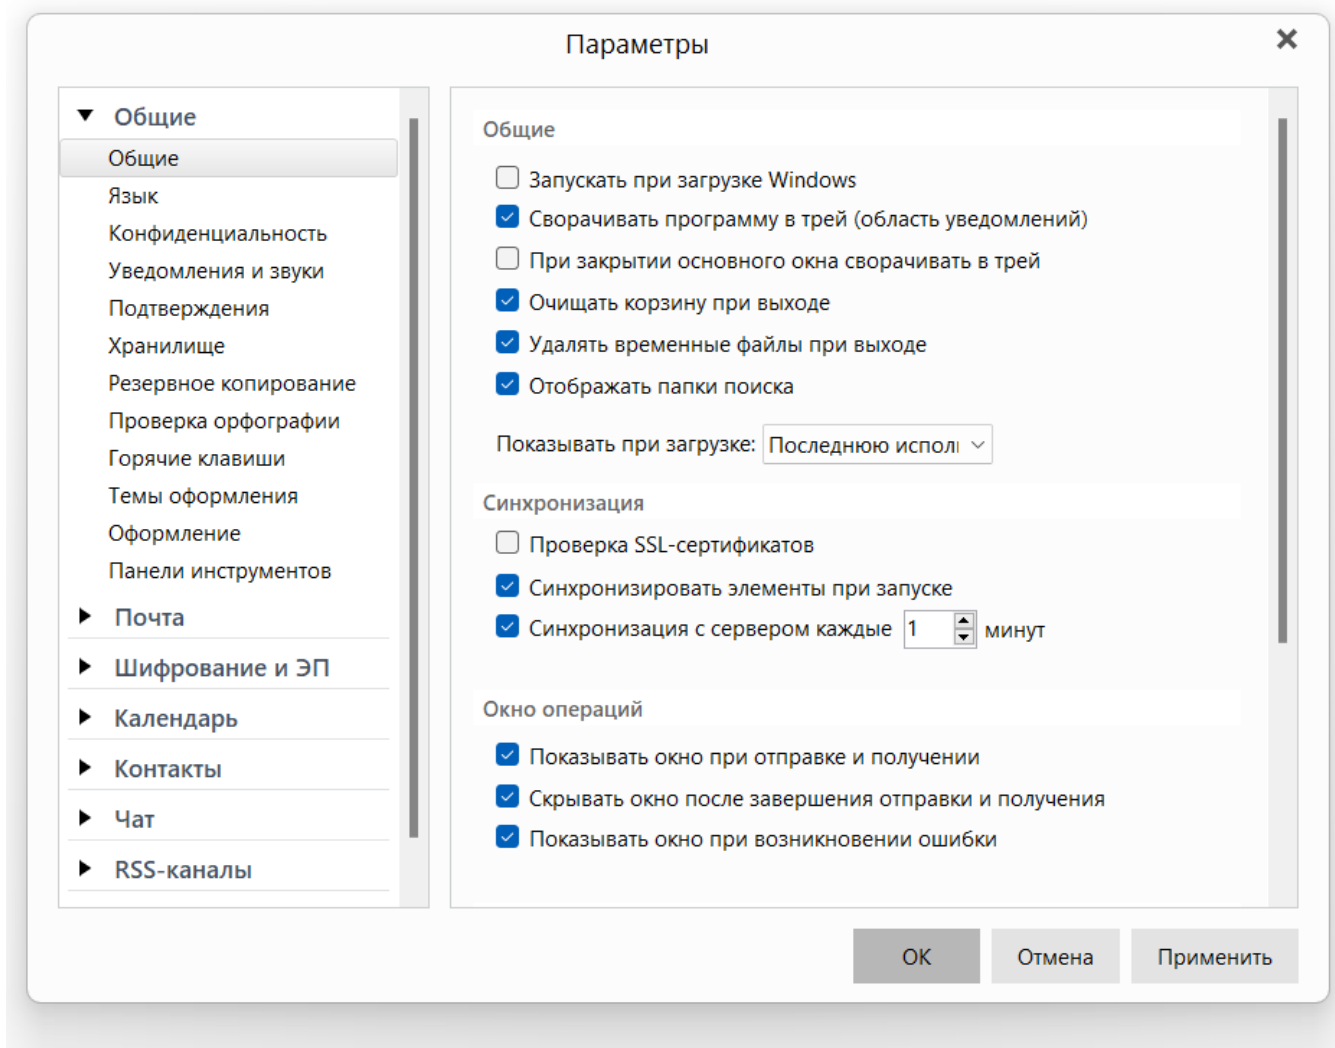 Параметры
Общие
Общие
Язык
Конфиденциальность
Уведомления и звуки
Подтверждения
Хранилище
Резервное копирование
Проверка орфографии
Горячие клавиши
Темы оформления
Оформление
Панели инструментов
Почта
Шифрование и ЭП
Календарь
Контакты
Чат
RSS-каналы
Общие
Запускать при загрузке Windows
Сворачивать программу в трей (область уведомлений)
При закрытии основного окна сворачивать в трей
Очищать корзину при выходе
Удалять временные файлы при выходе
Отображать папки поиска
Показывать при загрузке: Последнюю исполі
Синхронизация
Проверка SSL-сертификатов
Синхронизировать элементы при запуске
Синхронизация с сервером каждые 1 минут
Окно операций
Показывать окно при отправке и получении
Скрывать окно после завершения отправки и получения
Показывать окно при возникновении ошибки
ОК Отмена Применить